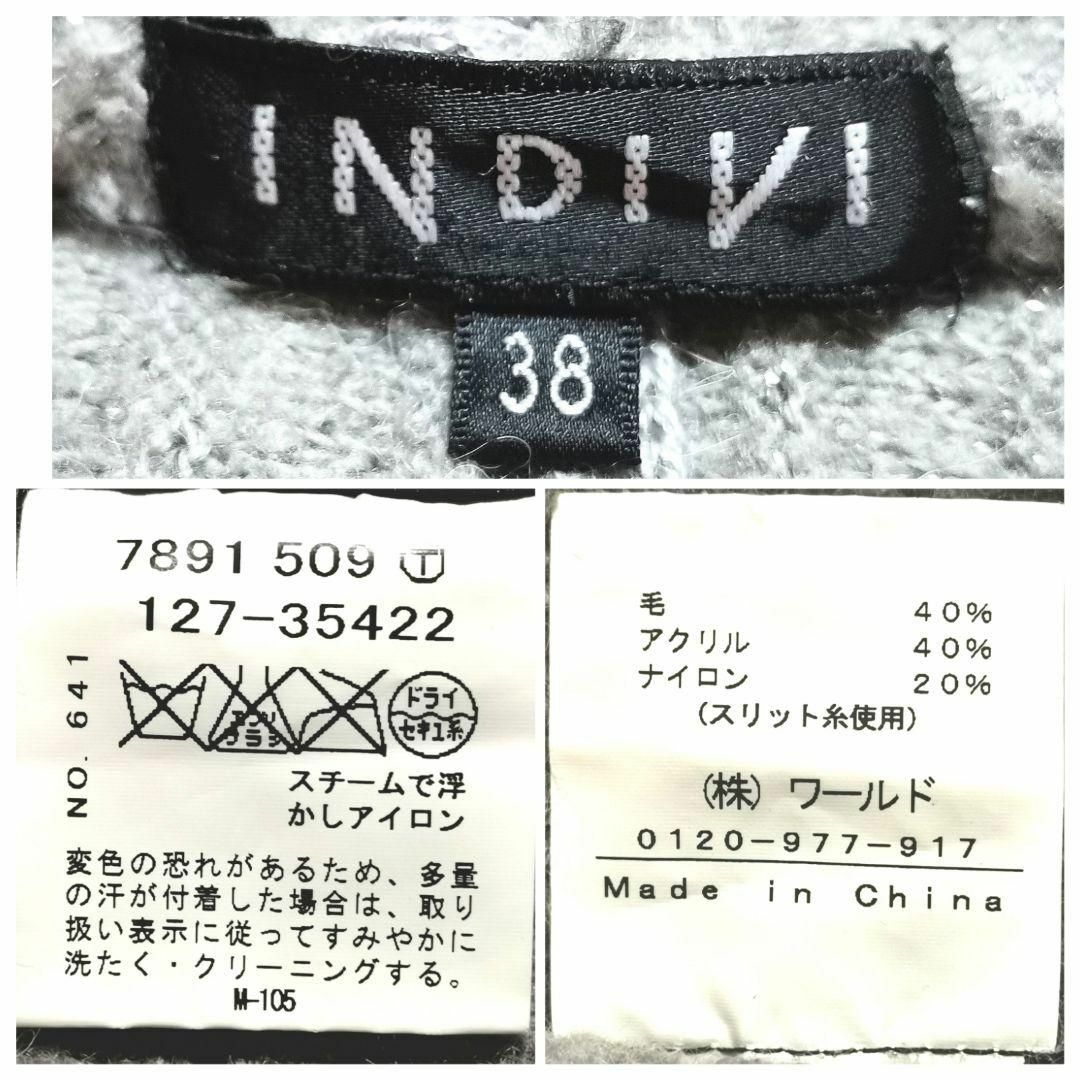 INDIVI
38
7891 509 T
127-35422
NO. 641
エンソ
ドライ
セキユ系
スチームで浮
かしアイロン
変色の恐れがあるため、多量
の汗が付着した場合は、取り
扱い表示に従ってすみやかに
洗たく・クリーニングする。
M-105
毛 40%
アクリル 40%
ナイロン 20%
(スリット糸使用)
(株) ワールド
0120-977-917
Made in China